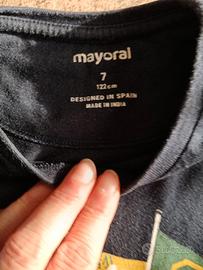 mayoral
7
122cm
DESIGNED IN SPAIN
MADE IN INDIA